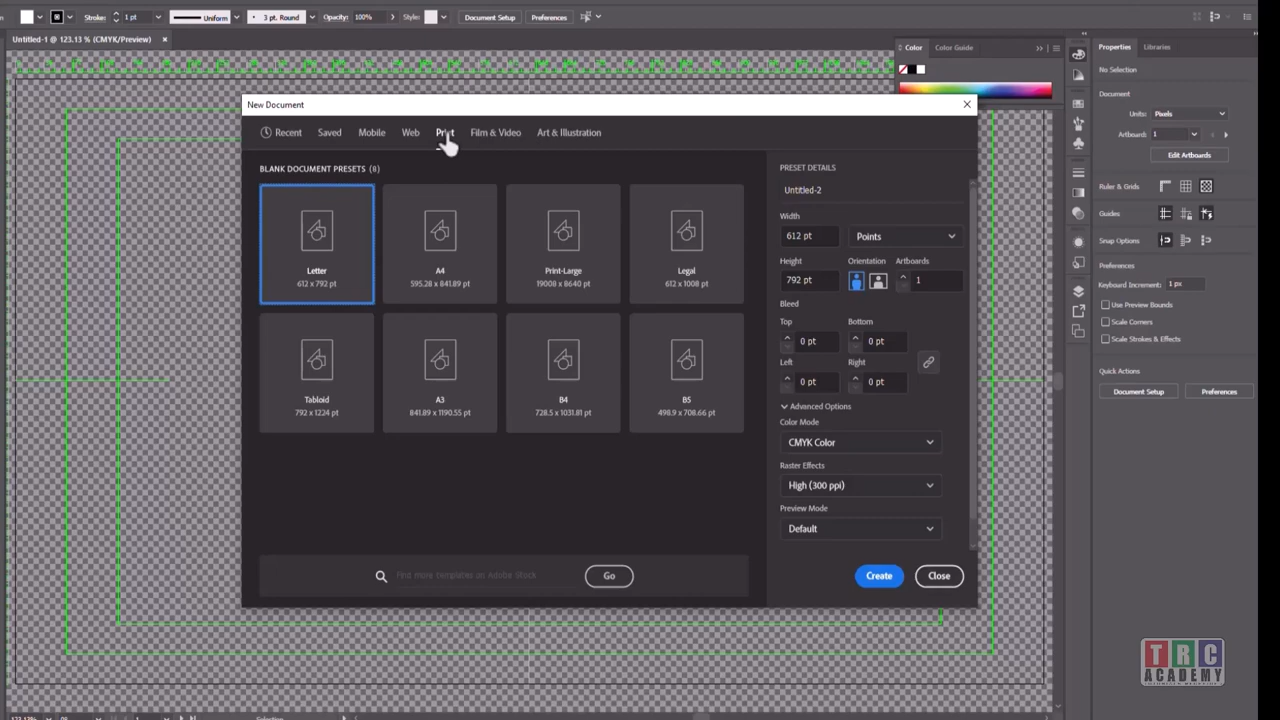 Stroke: 1 pt Uniform 3 pt. Round Opacity: 100% Style: Document Setup Preferences
Untitled-1 @ 123.13 % (CMYK/Preview)
Color Color Guide
Properties Libraries
No Selection
Document
Units: Pixels
Artboard: 1
Edit Artboards
Ruler & Grids
Guides
Snap Options
Preferences
Keyboard Increment: 1 px
Use Preview Bounds
Scale Corners
Scale Strokes & Effects
Quick Actions
Document Setup Preferences
New Document
Recent Saved Mobile Web Print Film & Video Art & Illustration
BLANK DOCUMENT PRESETS (8)
Letter
612 x 792 pt
A4
595.28 x 841.89 pt
Print-Large
19008 x 8640 pt
Legal
612 x 1008 pt
Tabloid
792 x 1224 pt
A3
841.89 x 1190.55 pt
B4
728.5 x 1031.81 pt
B5
498.9 x 708.66 pt
Find more templates on Adobe Stock Go
PRESET DETAILS
Untitled-2
Width
612 pt Points
Height Orientation Artboards
792 pt 1
Bleed
Top Bottom
0 pt 0 pt
Left Right
0 pt 0 pt
Advanced Options
Color Mode
CMYK Color
Raster Effects
High (300 ppi)
Preview Mode
Default
Create Close
TRC
ACADEMY
123.13% 1 Selection